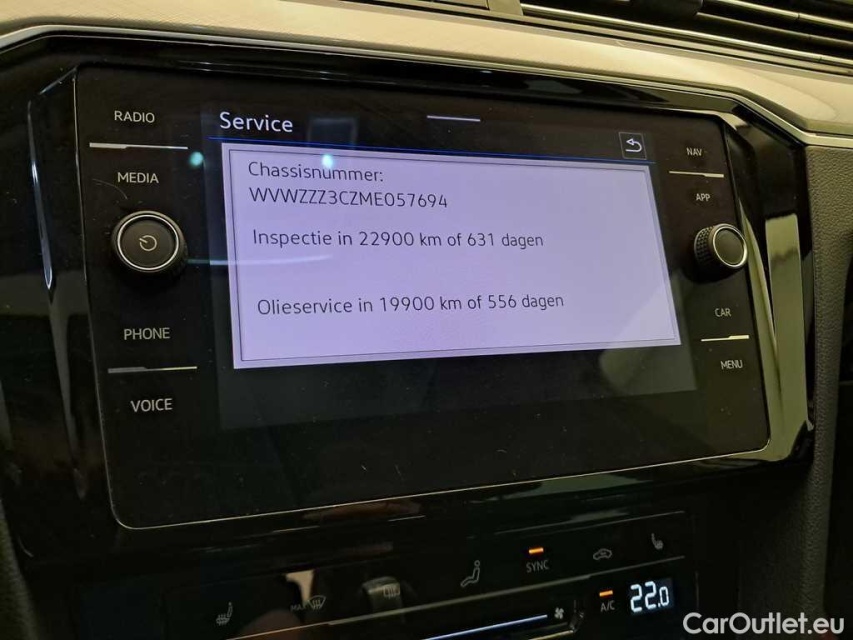 RADIO
MEDIA
PHONE
VOICE
Service
Chassisnummer:
WVWZZZ3CZME057694
Inspectie in 22900 km of 631 dagen
Olieservice in 19900 km of 556 dagen
NAV
APP
CAR
MENU
SYNC
MAX
A/C
22.0
CarOutlet.eu